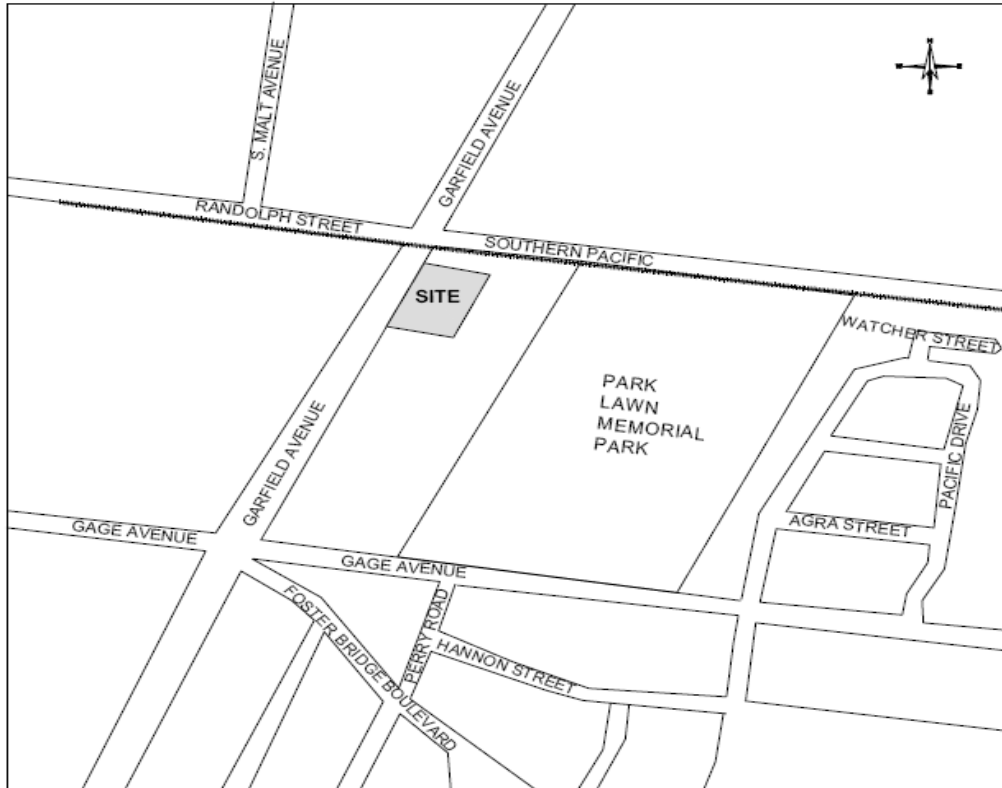 S. MALT AVENUE
GARFIELD AVENUE
RANDOLPH STREET
SOUTHERN PACIFIC
SITE
WATCHER STREET
PARK
LAWN
MEMORIAL
PARK
PACIFIC DRIVE
GARFIELD AVENUE
AGRA STREET
GAGE AVENUE
GAGE AVENUE
FOSTER BRIDGE BOULEVARD
PERRY ROAD
HANNON STREET